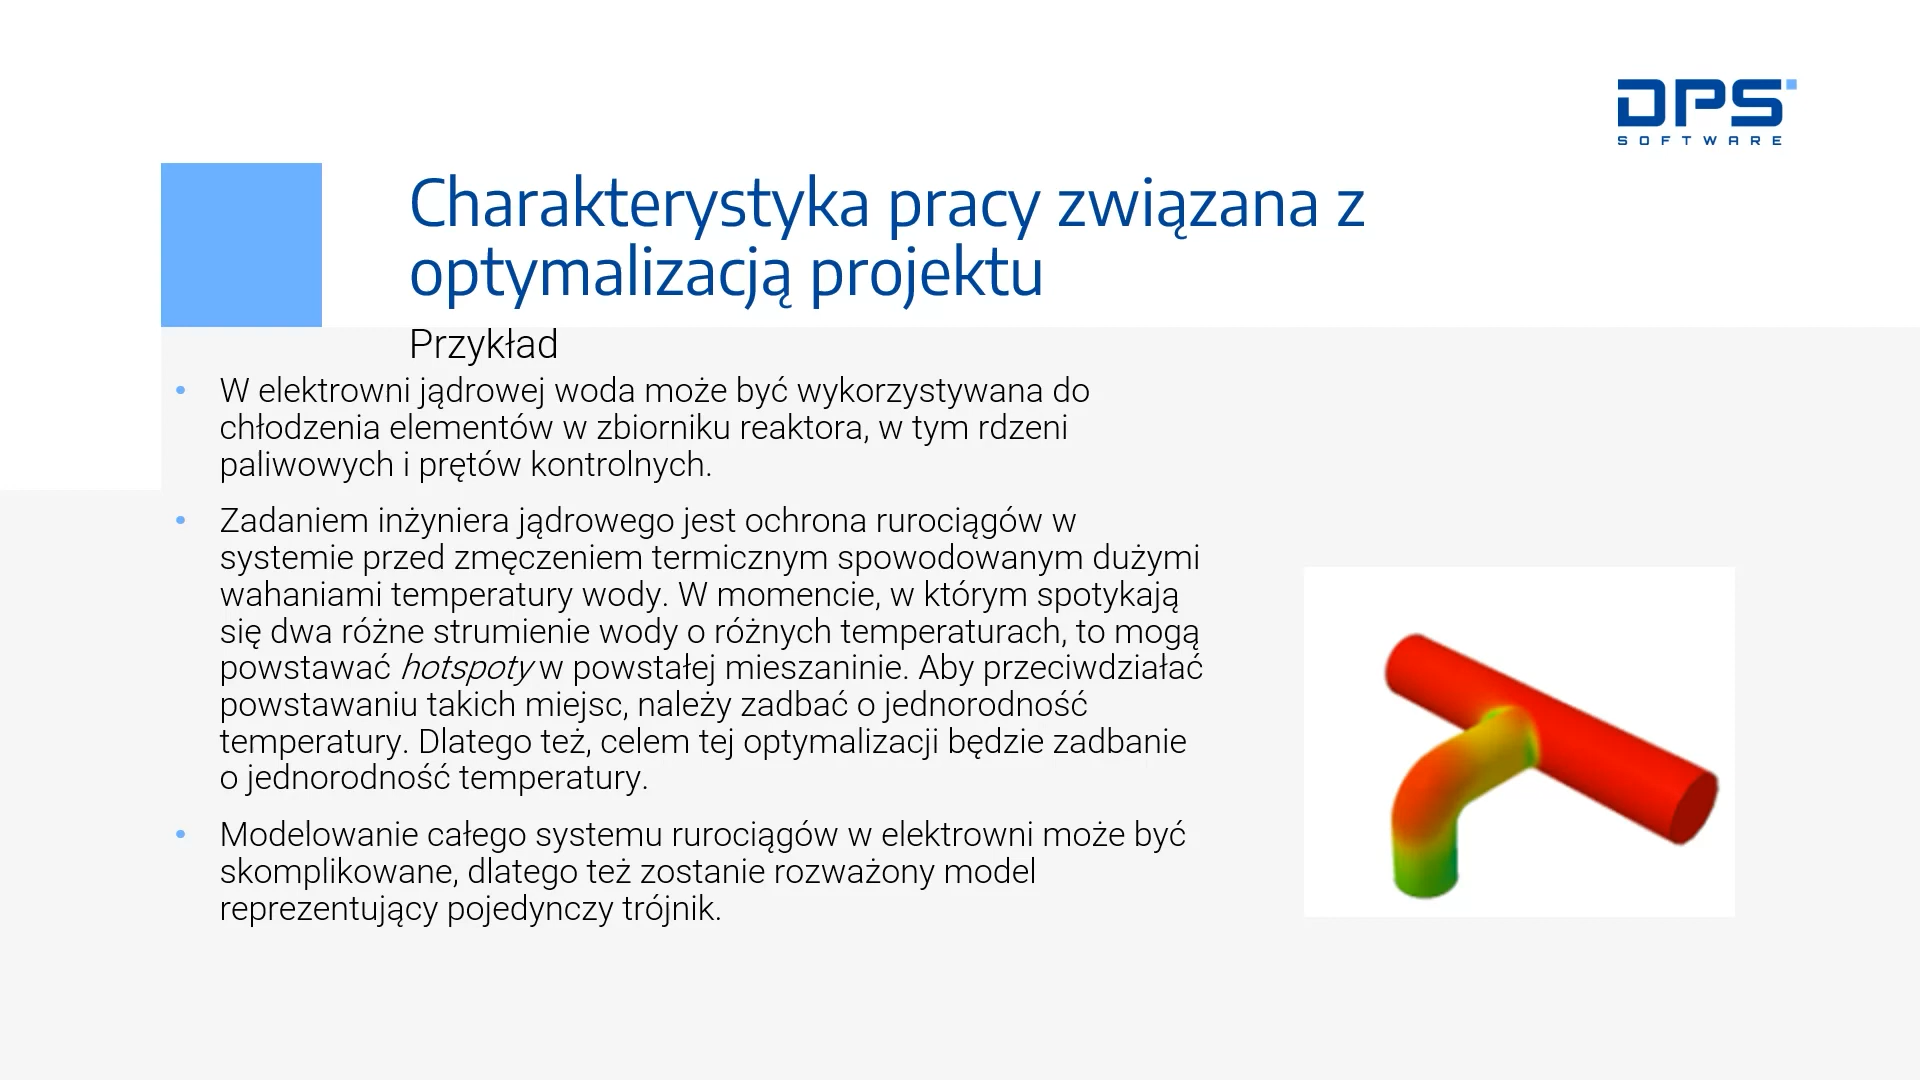 DPS
SOFTWARE
Charakterystyka pracy związana z
optymalizacją projektu
Przykład
• W elektrowni jądrowej woda może być wykorzystywana do
chłodzenia elementów w zbiorniku reaktora, w tym rdzeni
paliwowych i prętów kontrolnych.
• Zadaniem inżyniera jądrowego jest ochrona rurociągów w
systemie przed zmęczeniem termicznym spowodowanym dużymi
wahaniami temperatury wody. W momencie, w którym spotykają
się dwa różne strumienie wody o różnych temperaturach, to mogą
powstawać hotspoty w powstałej mieszaninie. Aby przeciwdziałać
powstawaniu takich miejsc, należy zadbać o jednorodność
temperatury. Dlatego też, celem tej optymalizacji będzie zadbanie
o jednorodność temperatury.
• Modelowanie całego systemu rurociągów w elektrowni może być
skomplikowane, dlatego też zostanie rozważony model
reprezentujący pojedynczy trójnik.